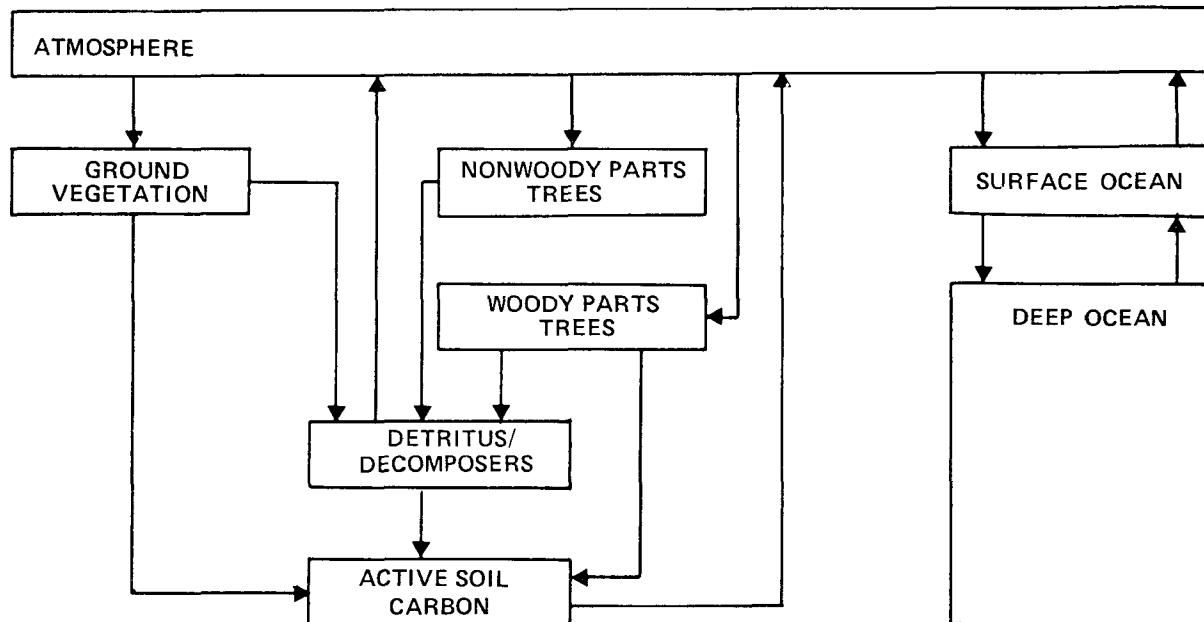 ATMOSPHERE
GROUND
VEGETATION
NONWOODY PARTS
TREES
SURFACE OCEAN
WOODY PARTS
TREES
DEEP OCEAN
DETRITUS/
DECOMPOSERS
ACTIVE SOIL
CARBON